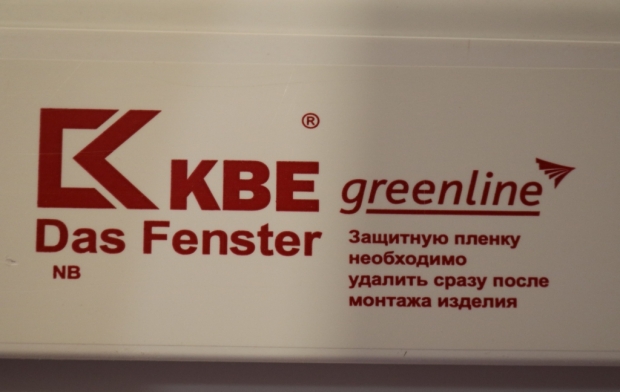 ®
KBE
Das Fenster
NB
greenline
Защитную пленку
необходимо
удалить сразу после
монтажа изделия